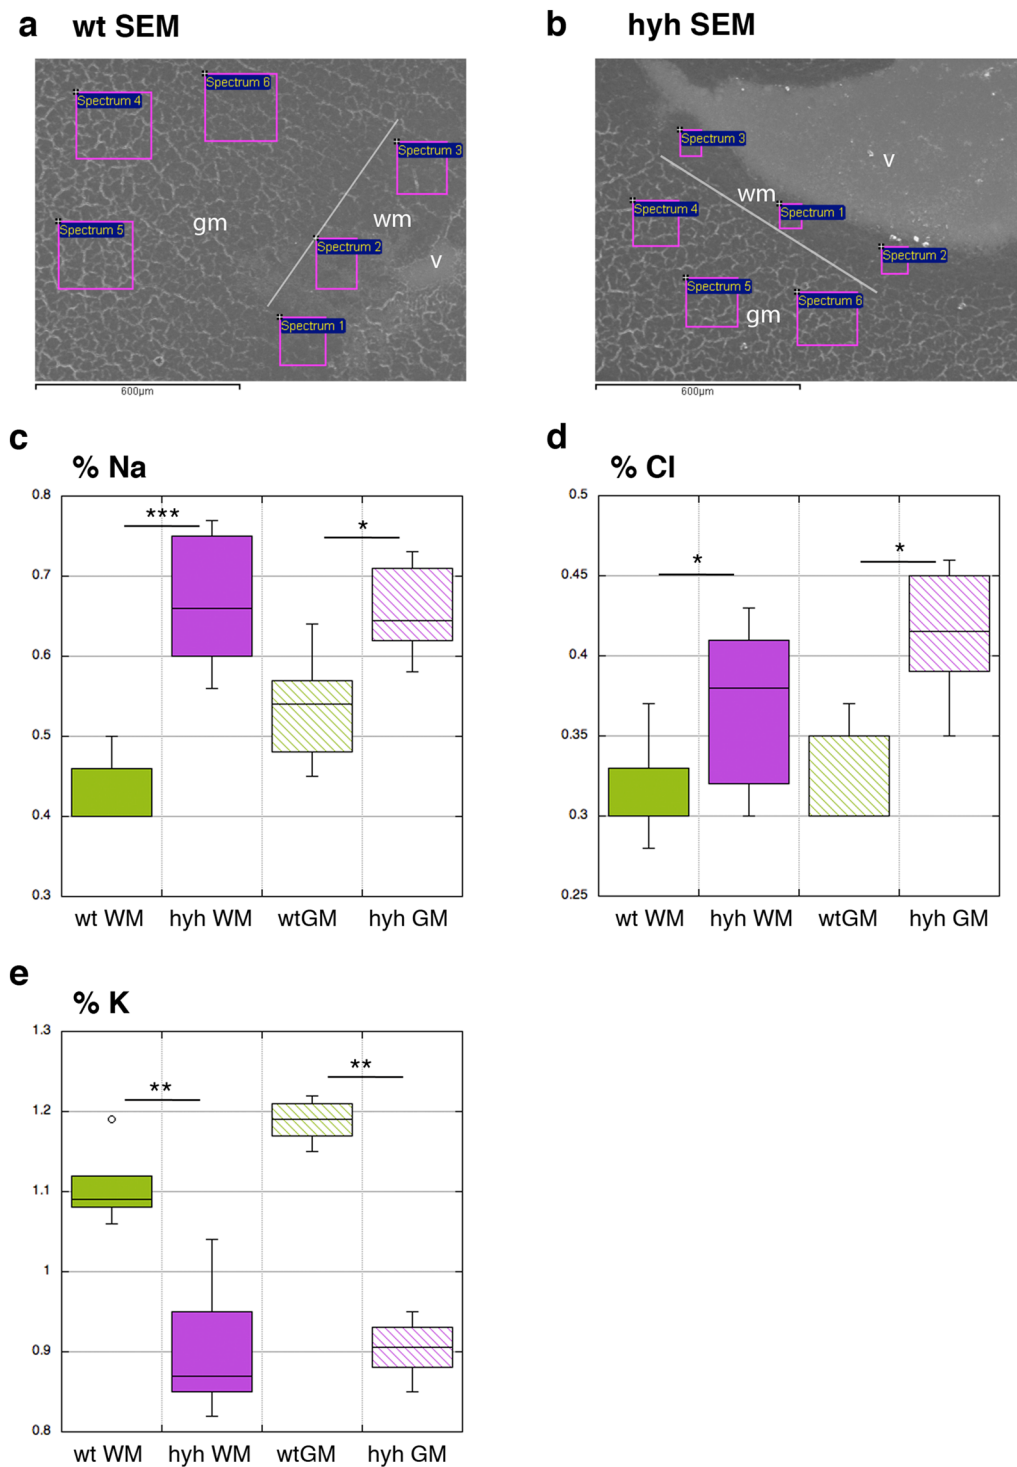 a wt SEM
b hyh SEM
Spectrum 6
Spectrum 4
Spectrum 3
gm
wm
Spectrum 5
Spectrum 2
v
Spectrum 1
600µm
Spectrum 3
v
wm
Spectrum 4
Spectrum 1
Spectrum 2
Spectrum 5
Spectrum 6
gm
600µm
c
% Na
0.8
***
*
0.7
0.6
0.5
0.4
0.3
wt WM hyh WM wtGM hyh GM
d
% Cl
0.5
*
*
0.45
0.4
0.35
0.3
0.25
wt WM hyh WM wtGM hyh GM
e
% K
1.3
**
**
1.2
1.1
1
0.9
0.8
wt WM hyh WM wtGM hyh GM